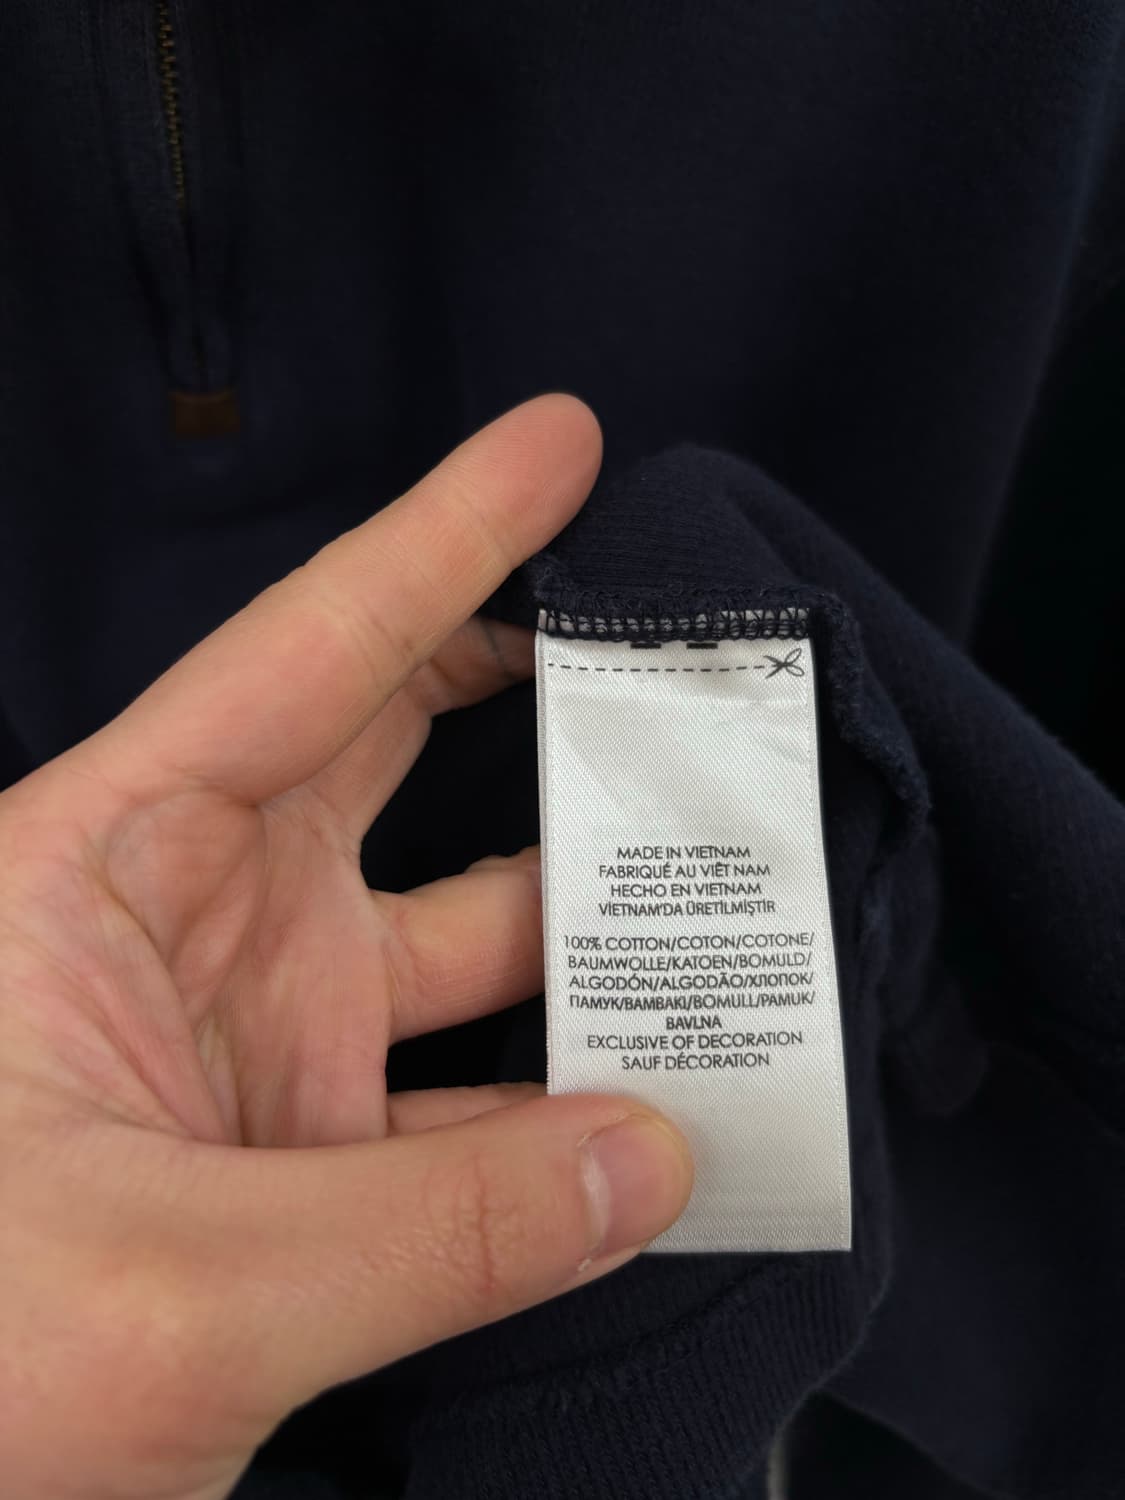 MADE IN VIETNAM
FABRIQUÉ AU VIÊT NAM
HECHO EN VIETNAM
VİETNAM'DA ÜRETİLMİŞTİR
100% COTTON/COTON/COTONE/
BAUMWOLLE/KATOEN/BOMULD/
ALGODÓN/ALGODÃO/ХЛОПОК/
ПАМУК/ΒΑΜΒΑΚΙ/BOMULL/PAMUK/
BAVLNA
EXCLUSIVE OF DECORATION
SAUF DÉCORATION